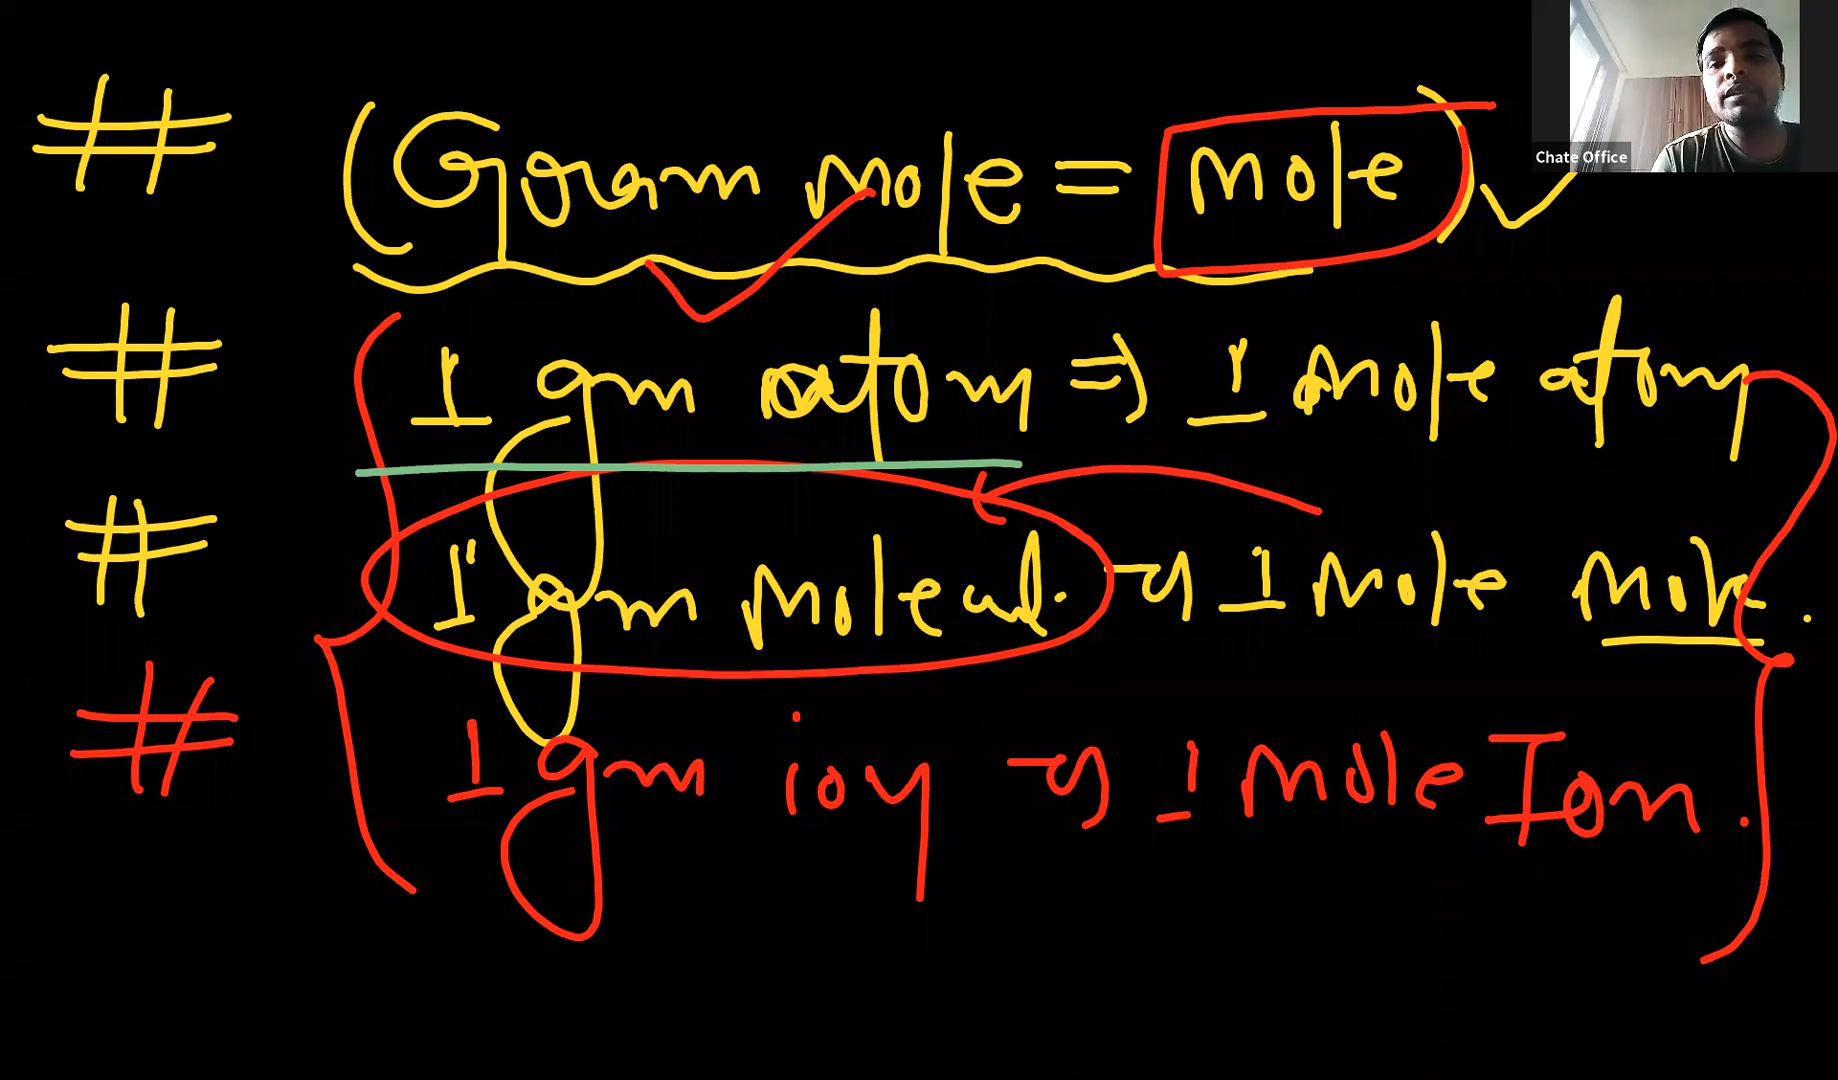 Chate Office
# (Gram mole = mole)
# 1 gm atom ⇒ 1 mole atom
# 1 gm molecul. → 1 mole mole.
# 1 gm ion → 1 mole Ion.